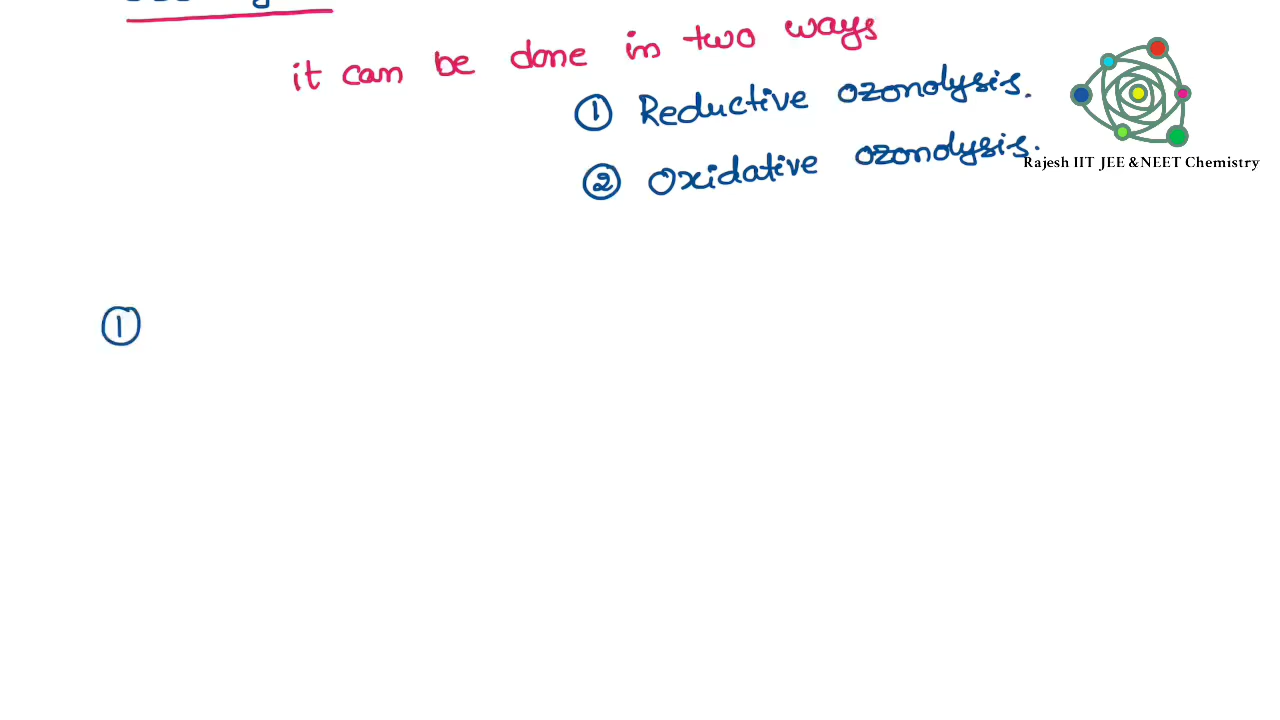 it can be done in two ways
① Reductive ozonolysis.
② Oxidative ozonolysis.
Rajesh IIT JEE &NEET Chemistry
①